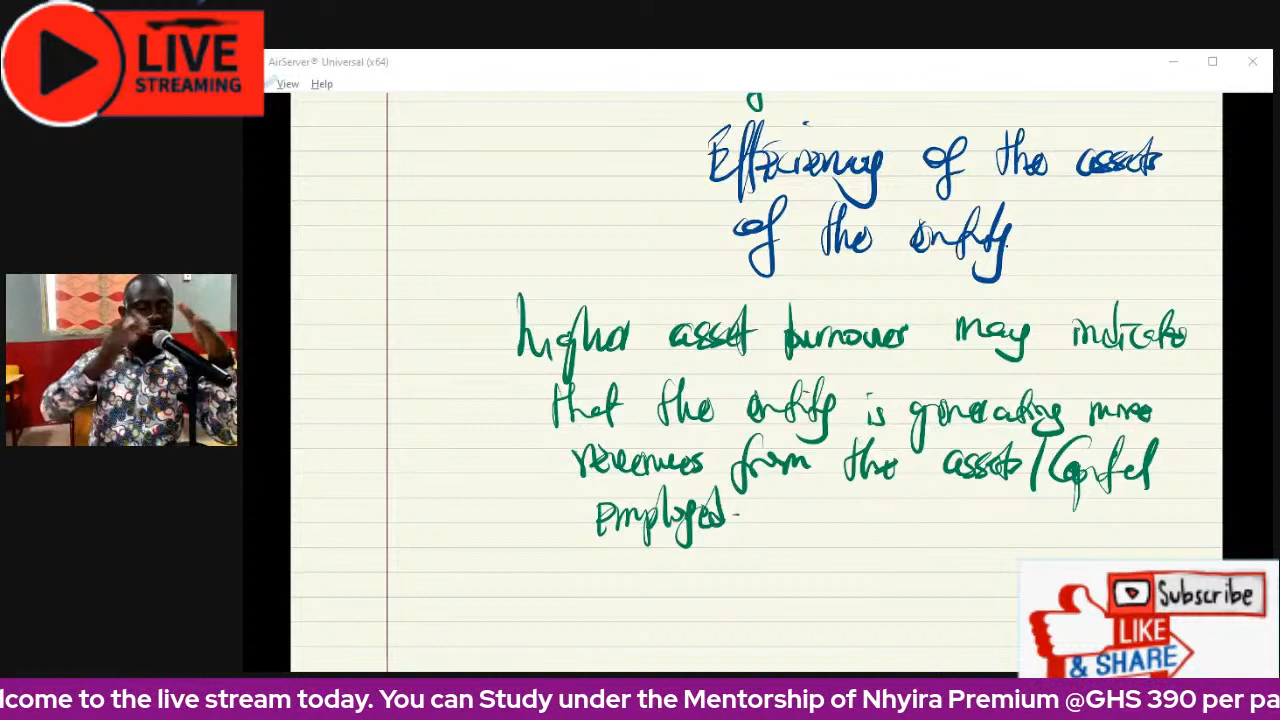 LIVE
STREAMING
AirServer® Universal (x64)
View Help
Efficiency of the assets
of the entity.
higher asset turnover may indicate
that the entity is generating more
revenues from the assets/Capital
employed.
Subscribe
LIKE
& SHARE
lcome to the live stream today. You can Study under the Mentorship of Nhyira Premium @GHS 390 per pa